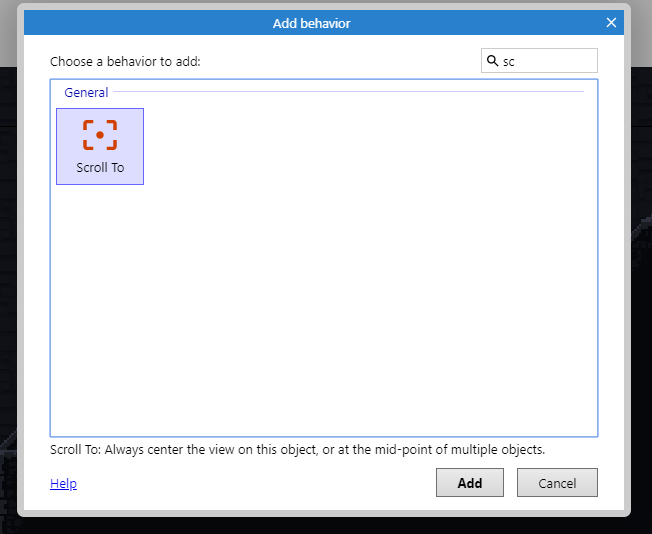 Add behavior
Choose a behavior to add:
sc
General
Scroll To
Scroll To: Always center the view on this object, or at the mid-point of multiple objects.
Help
Add
Cancel